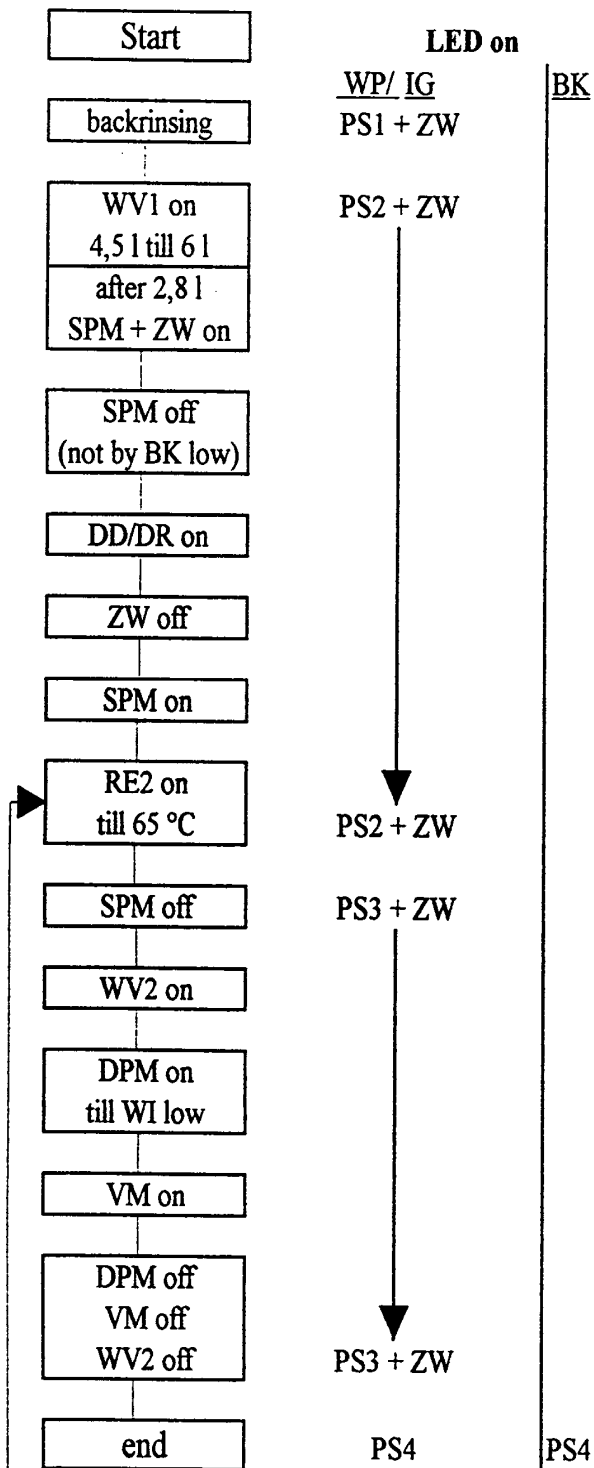 Start
LED on
WP/ IG
BK
backrinsing
PS1 + ZW
WV1 on
4,5 l till 6 l
PS2 + ZW
after 2,8 l
SPM + ZW on
SPM off
(not by BK low)
DD/DR on
ZW off
SPM on
RE2 on
till 65 °C
PS2 + ZW
SPM off
PS3 + ZW
WV2 on
DPM on
till WI low
VM on
DPM off
VM off
WV2 off
PS3 + ZW
end
PS4
PS4